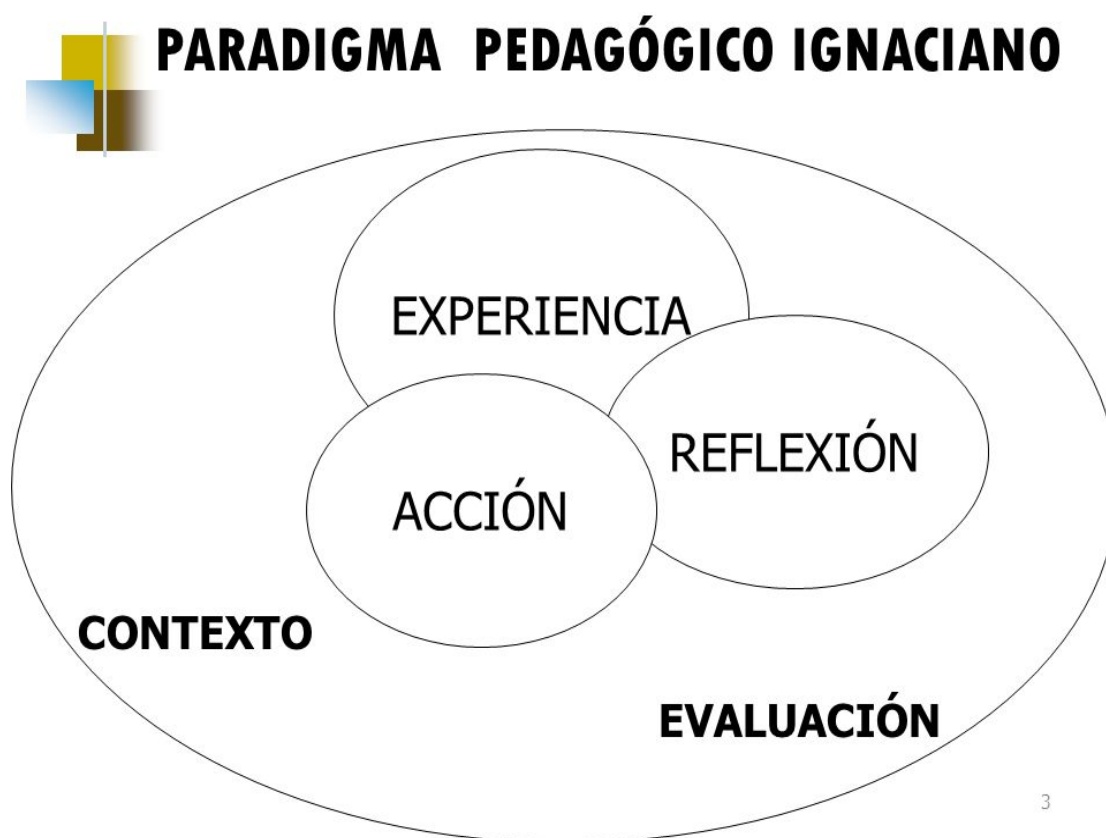 PARADIGMA PEDAGÓGICO IGNACIANO
EXPERIENCIA
REFLEXIÓN
ACCIÓN
CONTEXTO
EVALUACIÓN
3